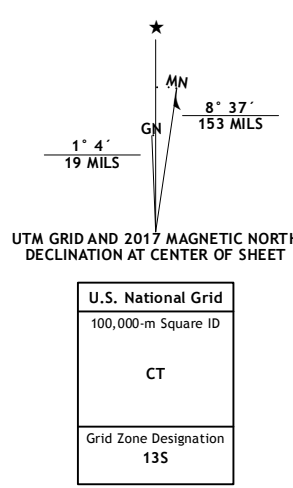 MN
GN
8° 37´
153 MILS
1° 4´
19 MILS
UTM GRID AND 2017 MAGNETIC NORTH
DECLINATION AT CENTER OF SHEET
U.S. National Grid
100,000-m Square ID
CT
Grid Zone Designation
13S